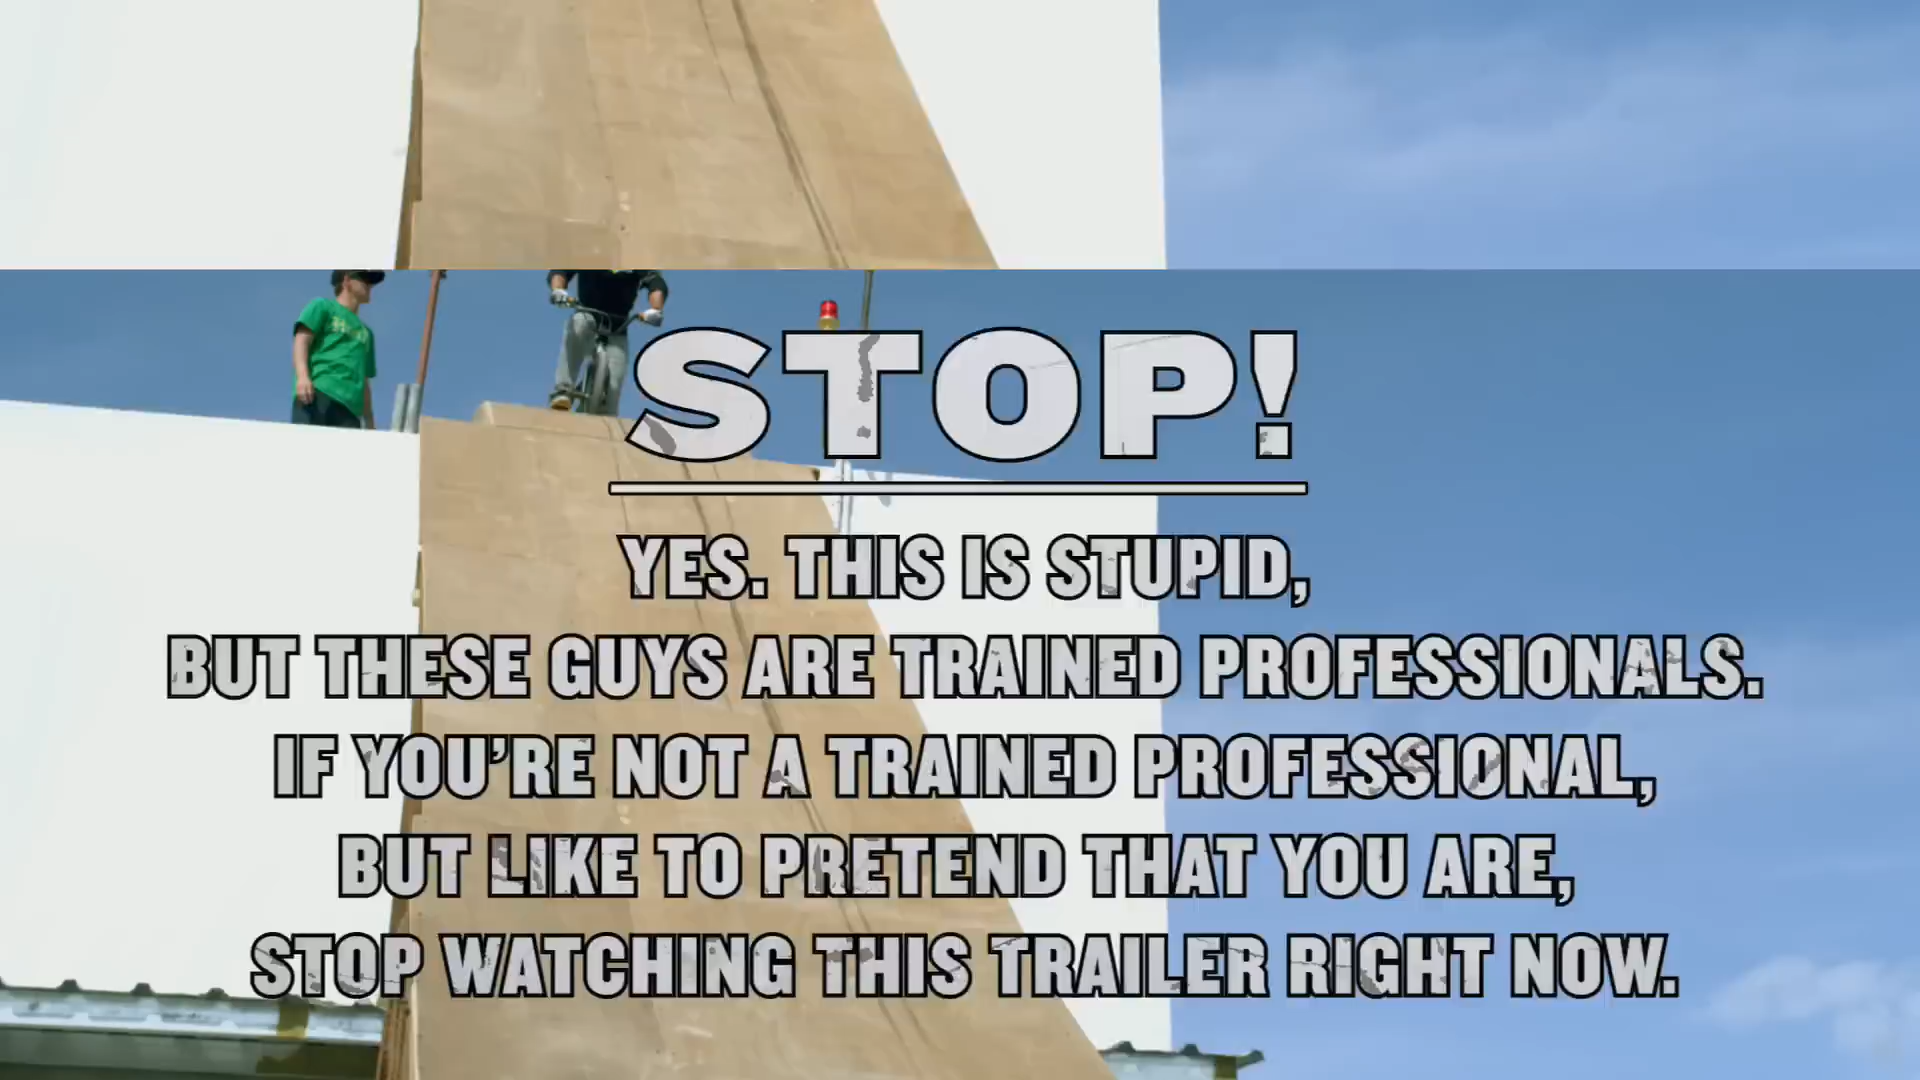 STOP!
YES. THIS IS STUPID,
BUT THESE GUYS ARE TRAINED PROFESSIONALS.
IF YOU'RE NOT A TRAINED PROFESSIONAL,
BUT LIKE TO PRETEND THAT YOU ARE,
STOP WATCHING THIS TRAILER RIGHT NOW.